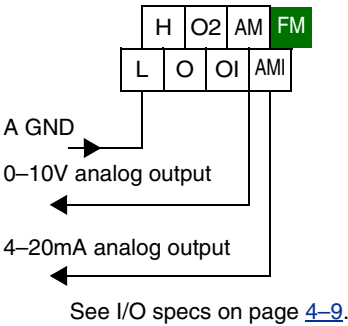 H O2 AM FM
L O OI AMI
A GND
0–10V analog output
4–20mA analog output
See I/O specs on page 4–9.